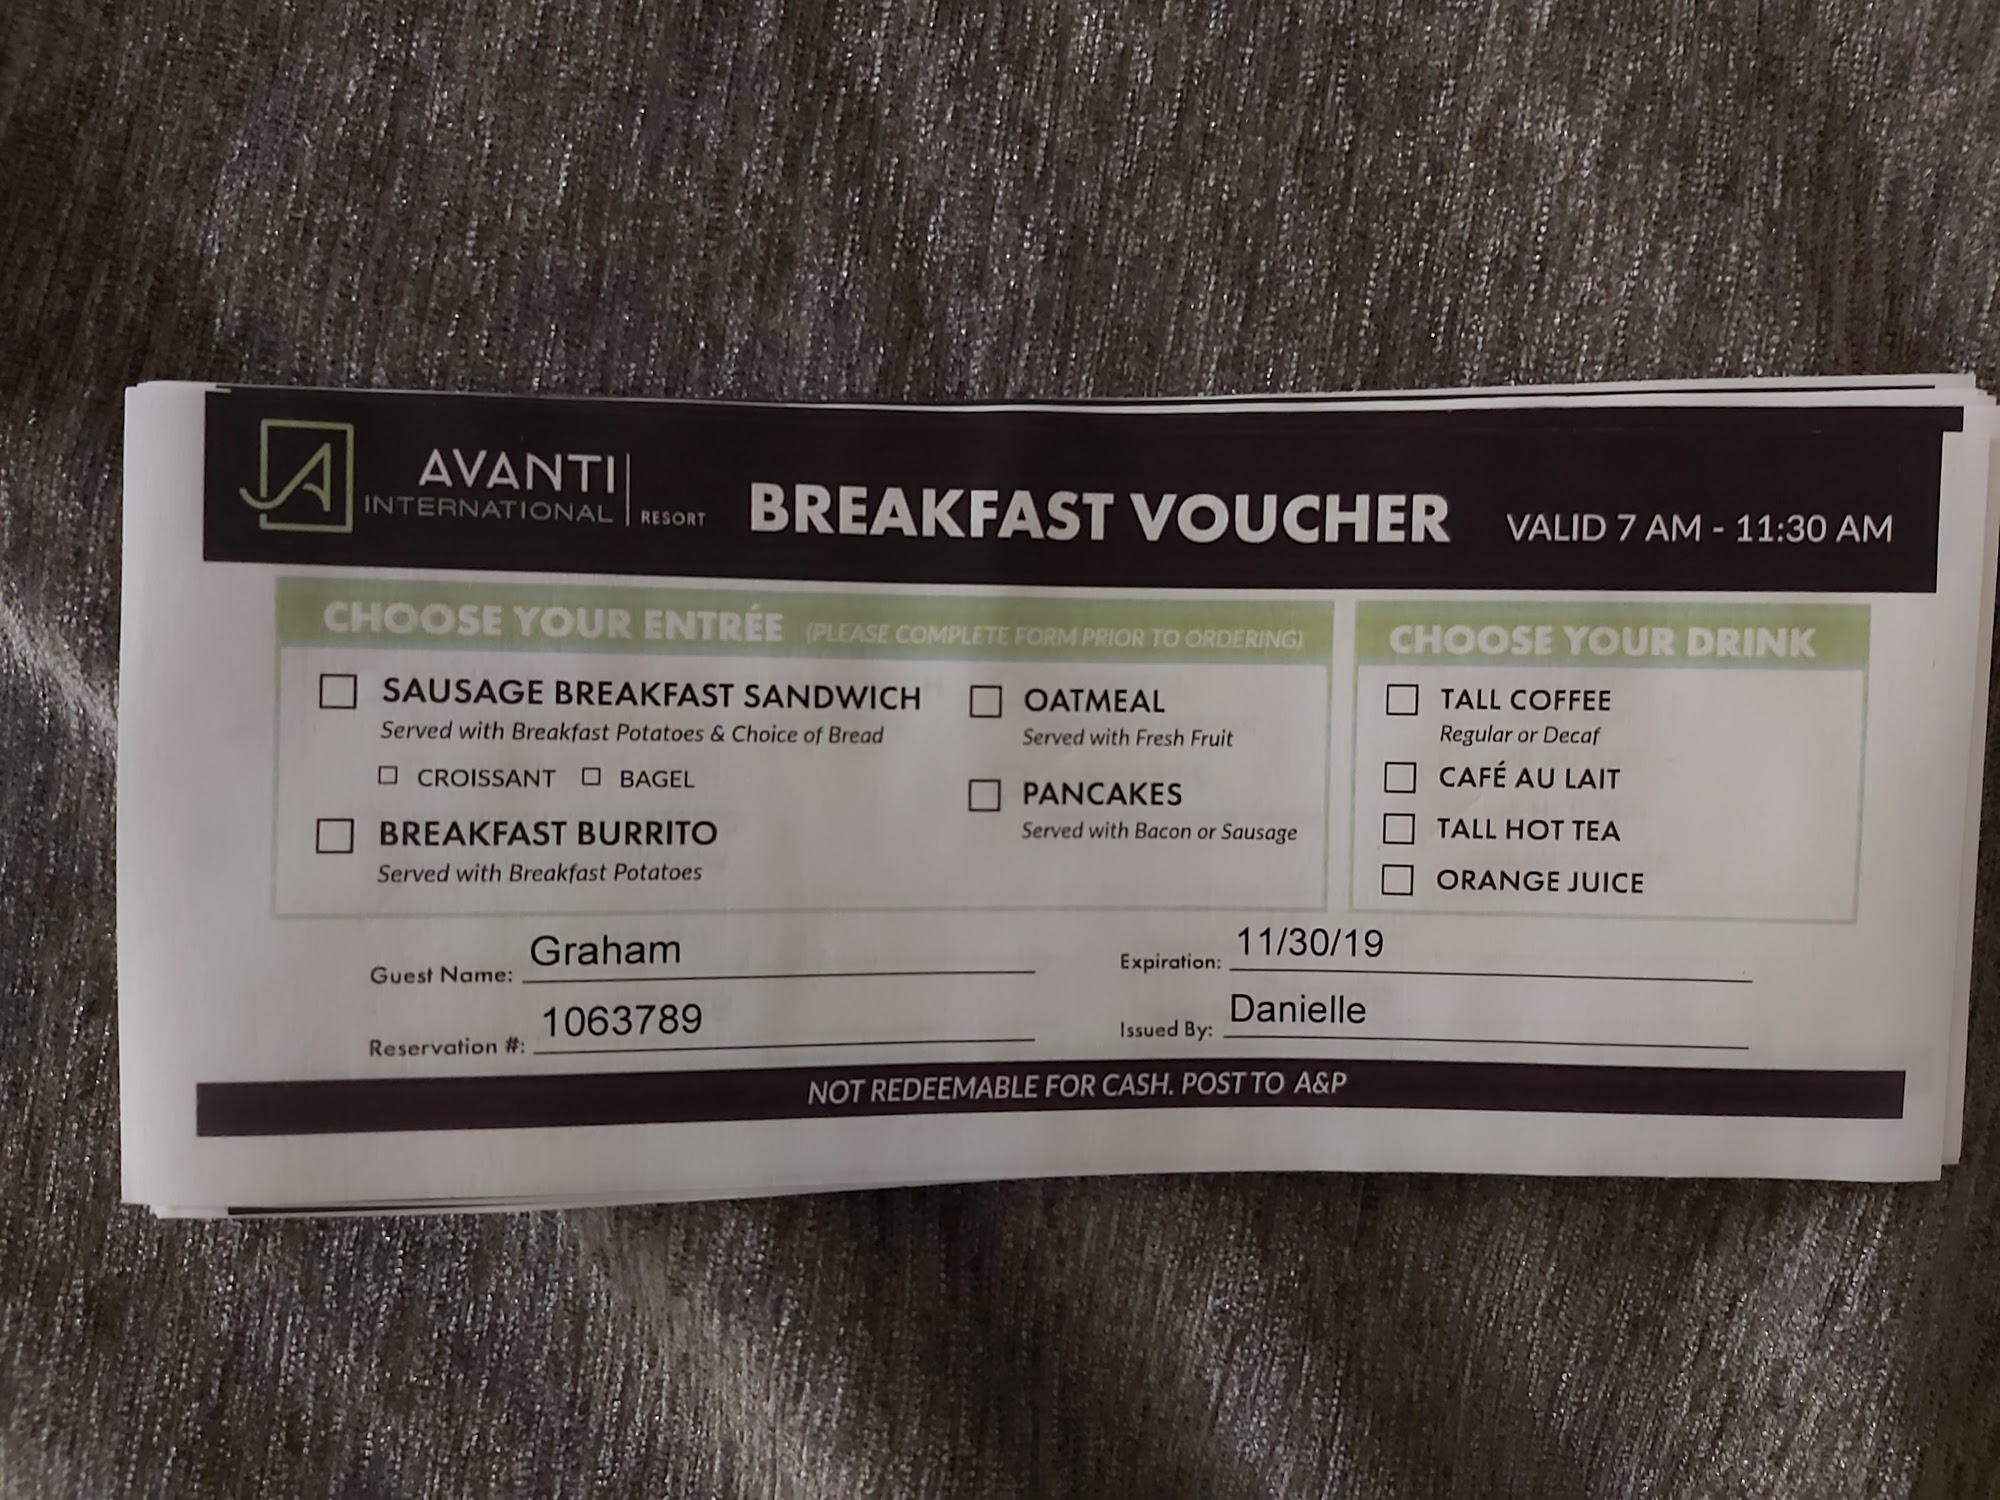 AVANTI
INTERNATIONAL RESORT
BREAKFAST VOUCHER
VALID 7 AM - 11:30 AM
CHOOSE YOUR ENTRÉE (PLEASE COMPLETE FORM PRIOR TO ORDERING)
SAUSAGE BREAKFAST SANDWICH
Served with Breakfast Potatoes & Choice of Bread
CROISSANT BAGEL
BREAKFAST BURRITO
Served with Breakfast Potatoes
OATMEAL
Served with Fresh Fruit
PANCAKES
Served with Bacon or Sausage
CHOOSE YOUR DRINK
TALL COFFEE
Regular or Decaf
CAFÉ AU LAIT
TALL HOT TEA
ORANGE JUICE
Guest Name: Graham
Reservation #: 1063789
Expiration: 11/30/19
Issued By: Danielle
NOT REDEEMABLE FOR CASH. POST TO A&P